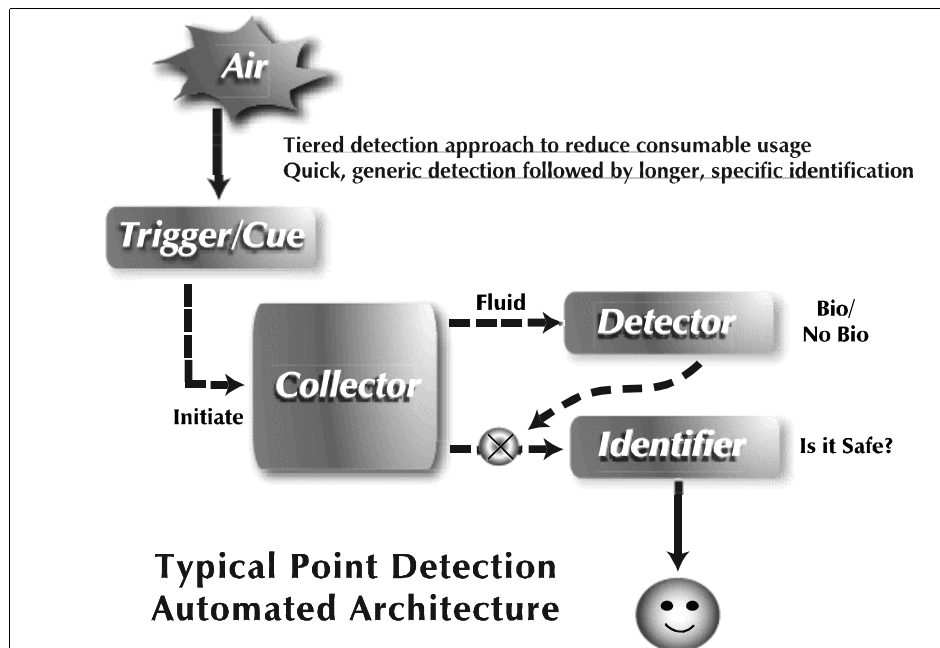 Air
Tiered detection approach to reduce consumable usage
Quick, generic detection followed by longer, specific identification
Trigger/Cue
Fluid
Detector
Bio/
No Bio
Collector
Initiate
Identifier
Is it Safe?
Typical Point Detection
Automated Architecture